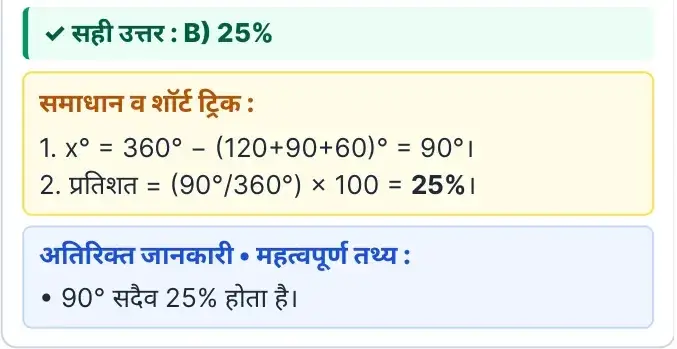 ✓ सही उत्तर : B) 25%
समाधान व शॉर्ट ट्रिक :
1. x° = 360° − (120+90+60)° = 90°।
2. प्रतिशत = (90°/360°) × 100 = 25%।
अतिरिक्त जानकारी • महत्वपूर्ण तथ्य :
• 90° सदैव 25% होता है।